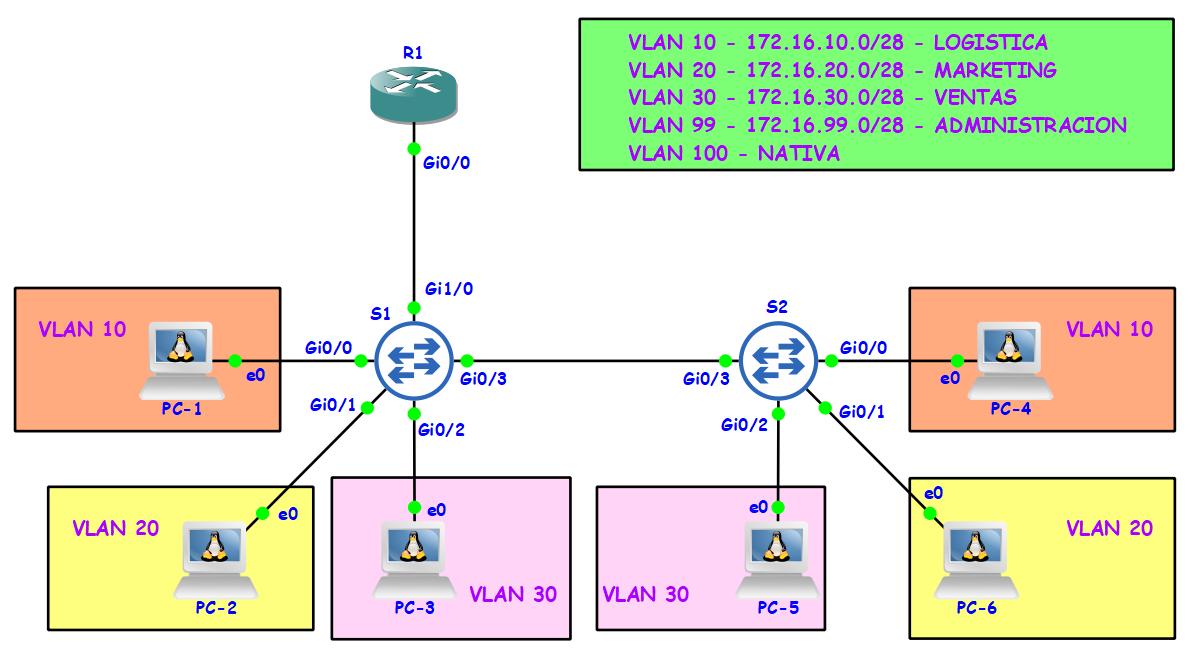 R1
VLAN 10 - 172.16.10.0/28 - LOGISTICA
VLAN 20 - 172.16.20.0/28 - MARKETING
VLAN 30 - 172.16.30.0/28 - VENTAS
VLAN 99 - 172.16.99.0/28 - ADMINISTRACION
VLAN 100 - NATIVA
Gi0/0
Gi1/0
S1
S2
VLAN 10
Gi0/0
e0
PC-1
Gi0/3
Gi0/3
Gi0/0
VLAN 10
e0
PC-4
Gi0/1
Gi0/2
Gi0/2
Gi0/1
VLAN 20
e0
PC-2
e0
PC-3
VLAN 30
VLAN 30
e0
PC-5
e0
PC-6
VLAN 20